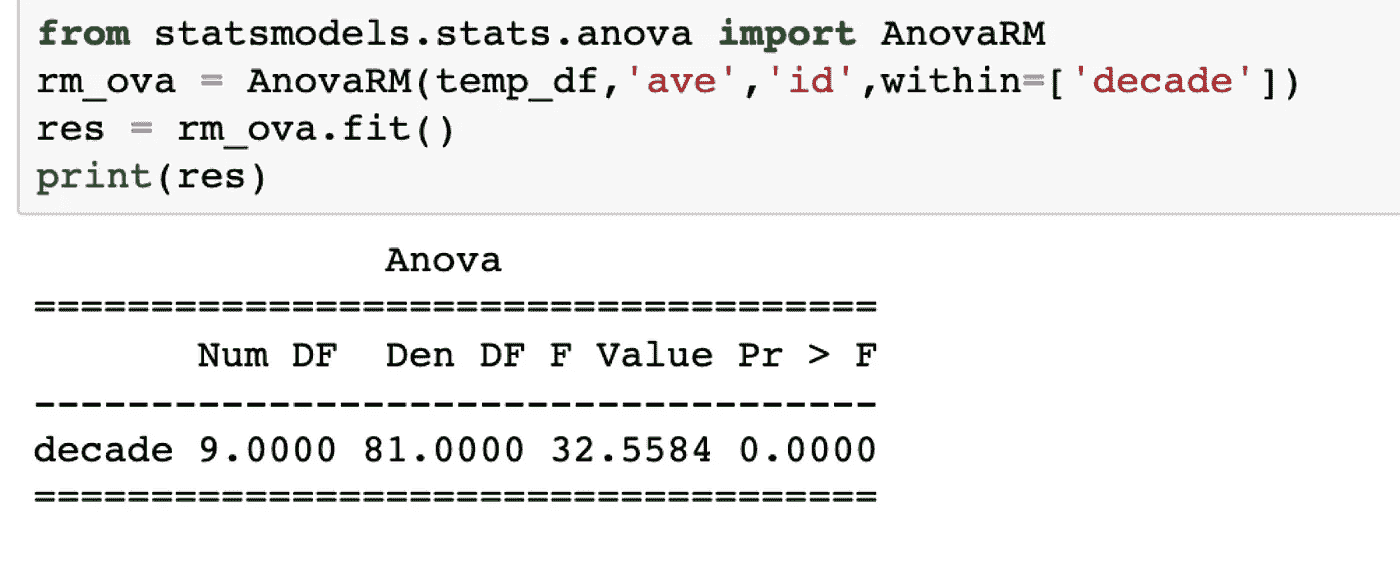 from statsmodels.stats.anova import AnovaRM
rm_ova = AnovaRM(temp_df,'ave','id',within=['decade'])
res = rm_ova.fit()
print(res)
               Anova
====================================
       Num DF  Den DF F Value Pr > F
------------------------------------
decade 9.0000 81.0000 32.5584 0.0000
====================================